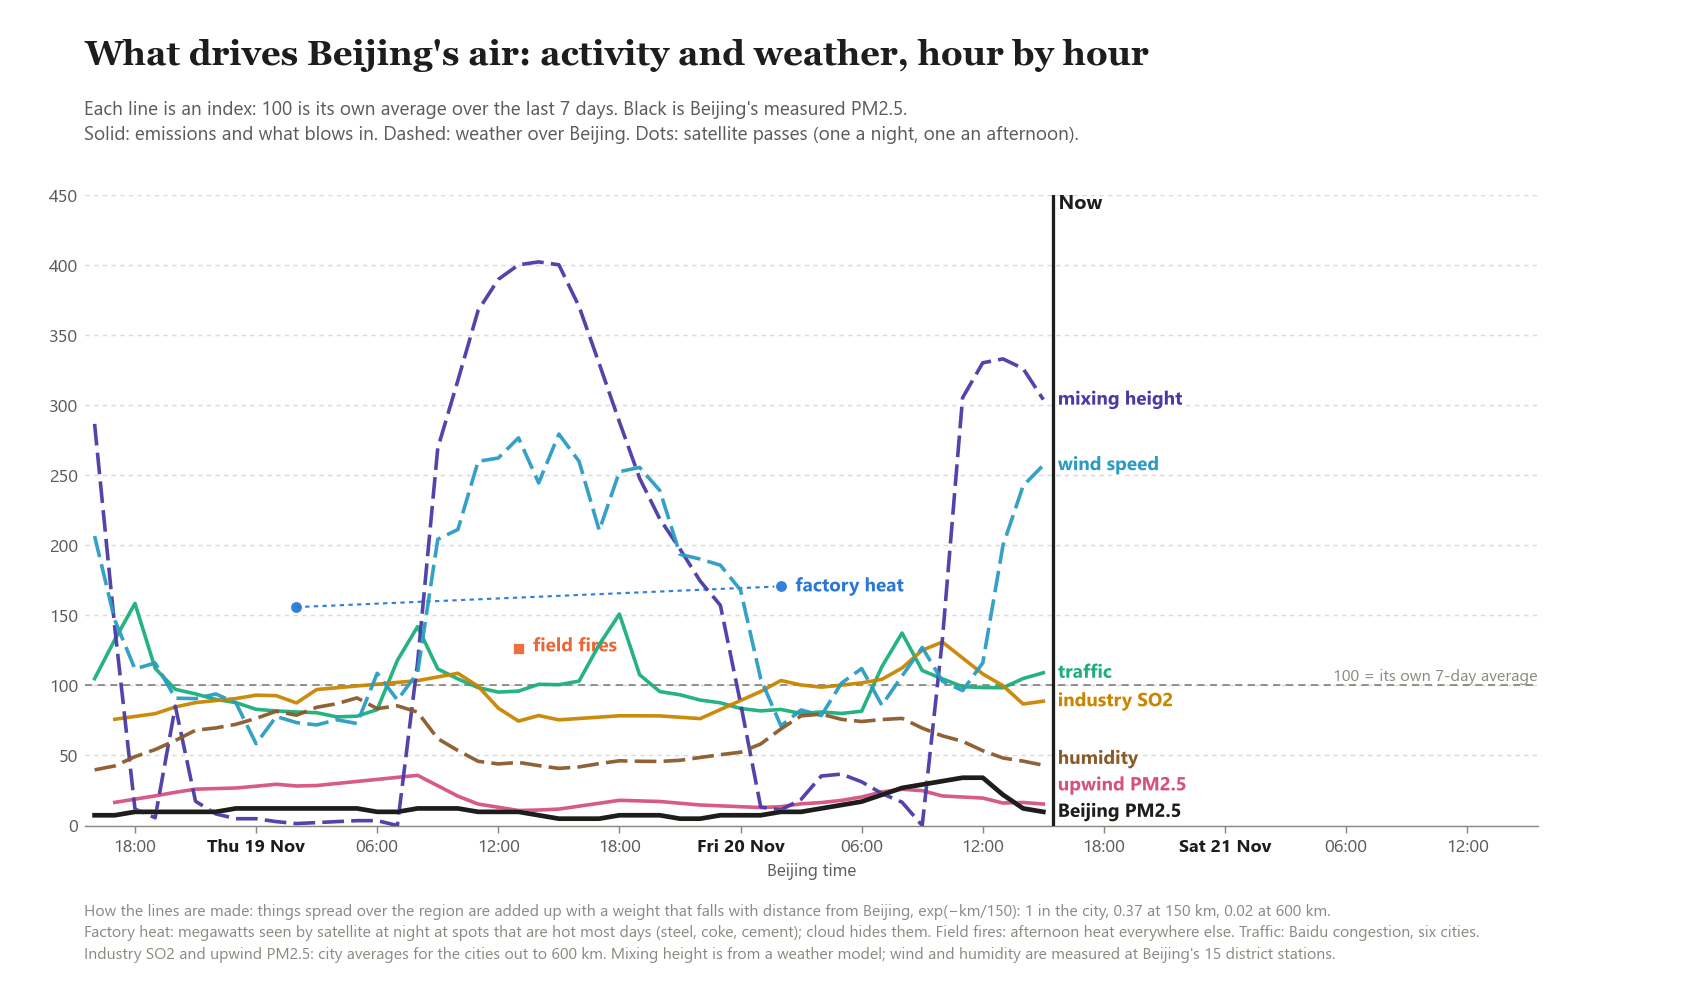 What drives Beijing's air: activity and weather, hour by hour
Each line is an index: 100 is its own average over the last 7 days. Black is Beijing's measured PM2.5.
Solid: emissions and what blows in. Dashed: weather over Beijing. Dots: satellite passes (one a night, one an afternoon).
450
Now
400
350
300
mixing height
250
wind speed
200
factory heat
150
field fires
traffic
100 = its own 7-day average
100
industry SO2
50
humidity
upwind PM2.5
Beijing PM2.5
0
18:00
Thu 19 Nov
06:00
12:00
18:00
Fri 20 Nov
06:00
12:00
18:00
Sat 21 Nov
06:00
12:00
Beijing time
How the lines are made: things spread over the region are added up with a weight that falls with distance from Beijing, exp(−km/150): 1 in the city, 0.37 at 150 km, 0.02 at 600 km.
Factory heat: megawatts seen by satellite at night at spots that are hot most days (steel, coke, cement); cloud hides them. Field fires: afternoon heat everywhere else. Traffic: Baidu congestion, six cities.
Industry SO2 and upwind PM2.5: city averages for the cities out to 600 km. Mixing height is from a weather model; wind and humidity are measured at Beijing's 15 district stations.